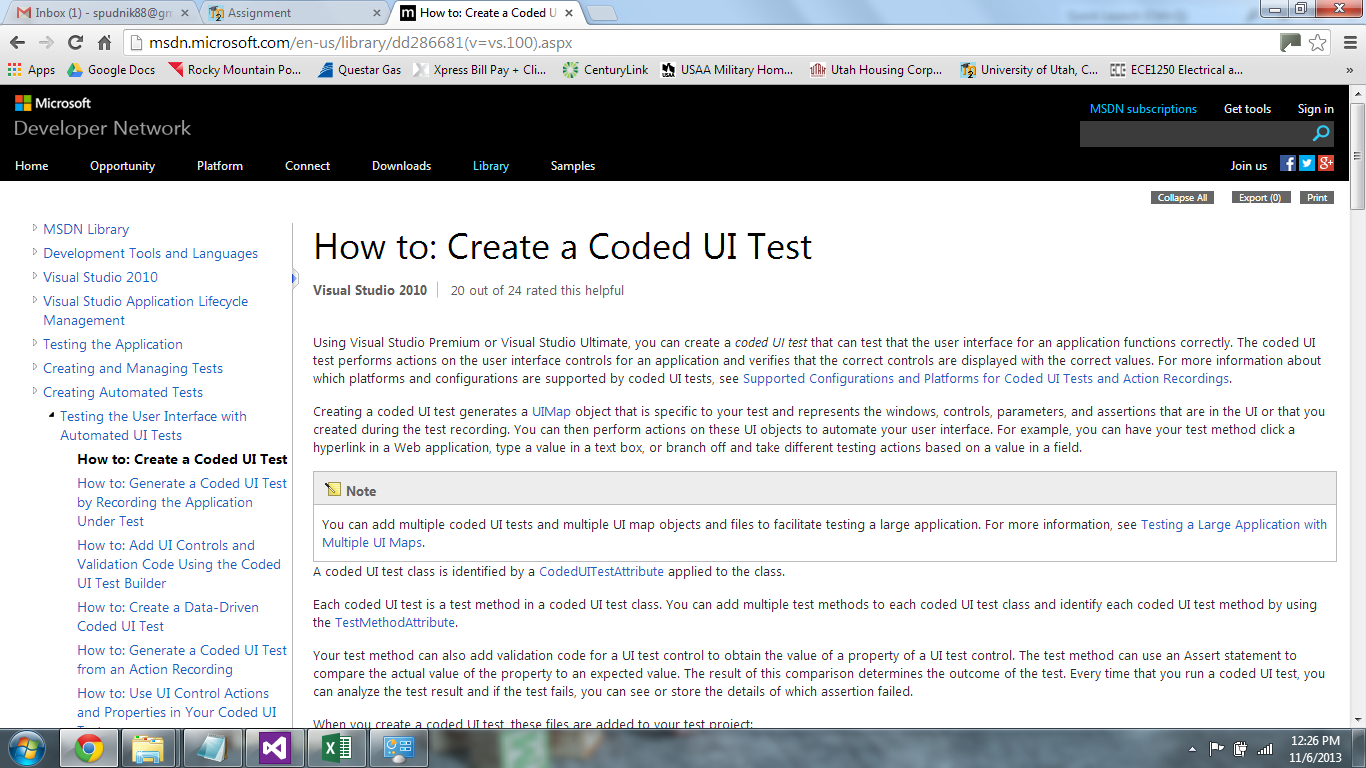 Inbox (1) - spudnik88@gm
Assignment
How to: Create a Coded U
msdn.microsoft.com/en-us/library/dd286681(v=vs.100).aspx
Apps
Google Docs
Rocky Mountain Po...
Questar Gas
Xpress Bill Pay + Cli...
CenturyLink
USAA Military Hom...
Utah Housing Corp...
University of Utah, C...
ECE1250 Electrical a...
»
Microsoft
Developer Network
MSDN subscriptions
Get tools
Sign in
Home
Opportunity
Platform
Connect
Downloads
Library
Samples
Join us
Collapse All
Export (0)
Print
MSDN Library
Development Tools and Languages
Visual Studio 2010
Visual Studio Application Lifecycle
Management
Testing the Application
Creating and Managing Tests
Creating Automated Tests
Testing the User Interface with
Automated UI Tests
How to: Create a Coded UI Test
How to: Generate a Coded UI Test
by Recording the Application
Under Test
How to: Add UI Controls and
Validation Code Using the Coded
UI Test Builder
How to: Create a Data-Driven
Coded UI Test
How to: Generate a Coded UI Test
from an Action Recording
How to: Use UI Control Actions
and Properties in Your Coded UI
How to: Create a Coded UI Test
Visual Studio 2010
20 out of 24 rated this helpful
Using Visual Studio Premium or Visual Studio Ultimate, you can create a coded UI test that can test that the user interface for an application functions correctly. The coded UI
test performs actions on the user interface controls for an application and verifies that the correct controls are displayed with the correct values. For more information about
which platforms and configurations are supported by coded UI tests, see Supported Configurations and Platforms for Coded UI Tests and Action Recordings.
Creating a coded UI test generates a UIMap object that is specific to your test and represents the windows, controls, parameters, and assertions that are in the UI or that you
created during the test recording. You can then perform actions on these UI objects to automate your user interface. For example, you can have your test method click a
hyperlink in a Web application, type a value in a text box, or branch off and take different testing actions based on a value in a field.
Note
You can add multiple coded UI tests and multiple UI map objects and files to facilitate testing a large application. For more information, see Testing a Large Application with
Multiple UI Maps.
A coded UI test class is identified by a CodedUITestAttribute applied to the class.
Each coded UI test is a test method in a coded UI test class. You can add multiple test methods to each coded UI test class and identify each coded UI test method by using
the TestMethodAttribute.
Your test method can also add validation code for a UI test control to obtain the value of a property of a UI test control. The test method can use an Assert statement to
compare the actual value of the property to an expected value. The result of this comparison determines the outcome of the test. Every time that you run a coded UI test, you
can analyze the test result and if the test fails, you can see or store the details of which assertion failed.
When you create a coded UI test, these files are added to your test project:
12:26 PM
11/6/2013